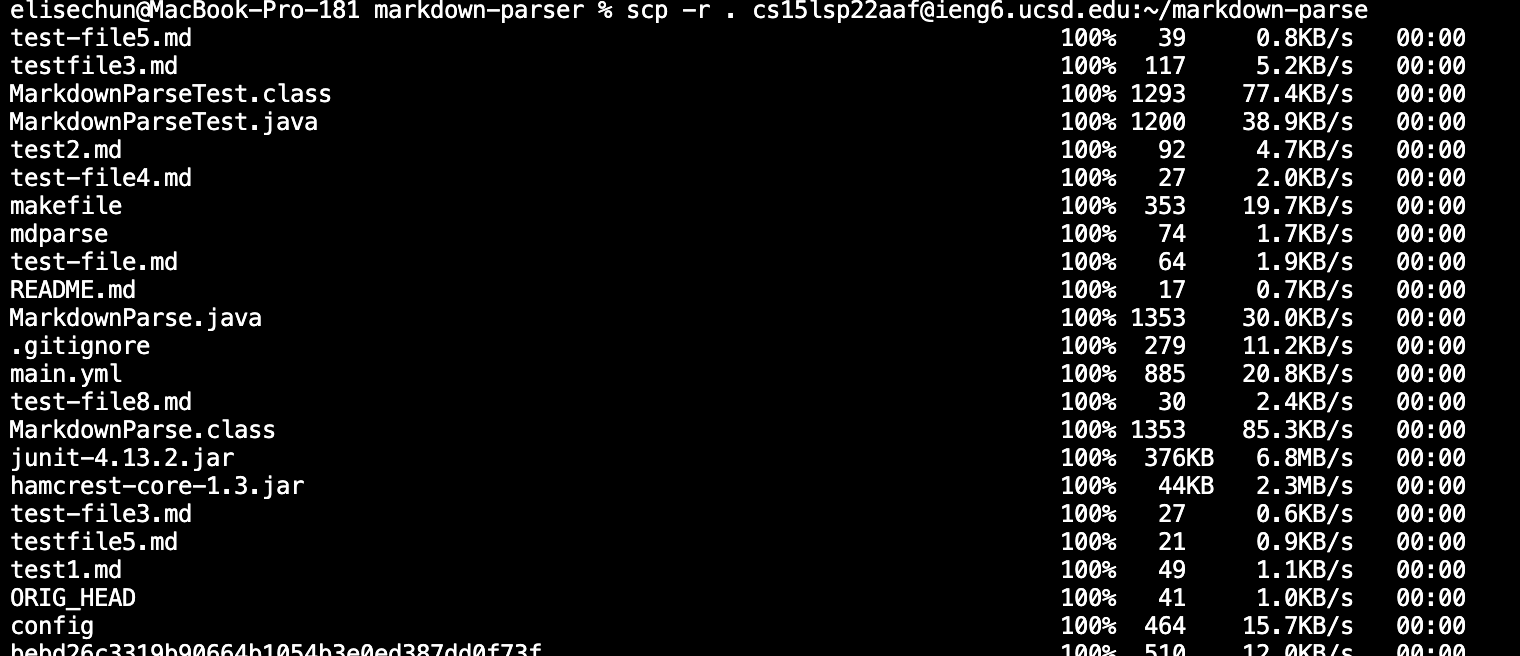 elisechun@MacBook-Pro-181 markdown-parser % scp -r . cs15lsp22aaf@ieng6.ucsd.edu:~/markdown-parse
test-file5.md 100% 39 0.8KB/s 00:00
testfile3.md 100% 117 5.2KB/s 00:00
MarkdownParseTest.class 100% 1293 77.4KB/s 00:00
MarkdownParseTest.java 100% 1200 38.9KB/s 00:00
test2.md 100% 92 4.7KB/s 00:00
test-file4.md 100% 27 2.0KB/s 00:00
makefile 100% 353 19.7KB/s 00:00
mdparse 100% 74 1.7KB/s 00:00
test-file.md 100% 64 1.9KB/s 00:00
README.md 100% 17 0.7KB/s 00:00
MarkdownParse.java 100% 1353 30.0KB/s 00:00
.gitignore 100% 279 11.2KB/s 00:00
main.yml 100% 885 20.8KB/s 00:00
test-file8.md 100% 30 2.4KB/s 00:00
MarkdownParse.class 100% 1353 85.3KB/s 00:00
junit-4.13.2.jar 100% 376KB 6.8MB/s 00:00
hamcrest-core-1.3.jar 100% 44KB 2.3MB/s 00:00
test-file3.md 100% 27 0.6KB/s 00:00
testfile5.md 100% 21 0.9KB/s 00:00
test1.md 100% 49 1.1KB/s 00:00
ORIG_HEAD 100% 41 1.0KB/s 00:00
config 100% 464 15.7KB/s 00:00
100% 510 12.0KB/s 00:00